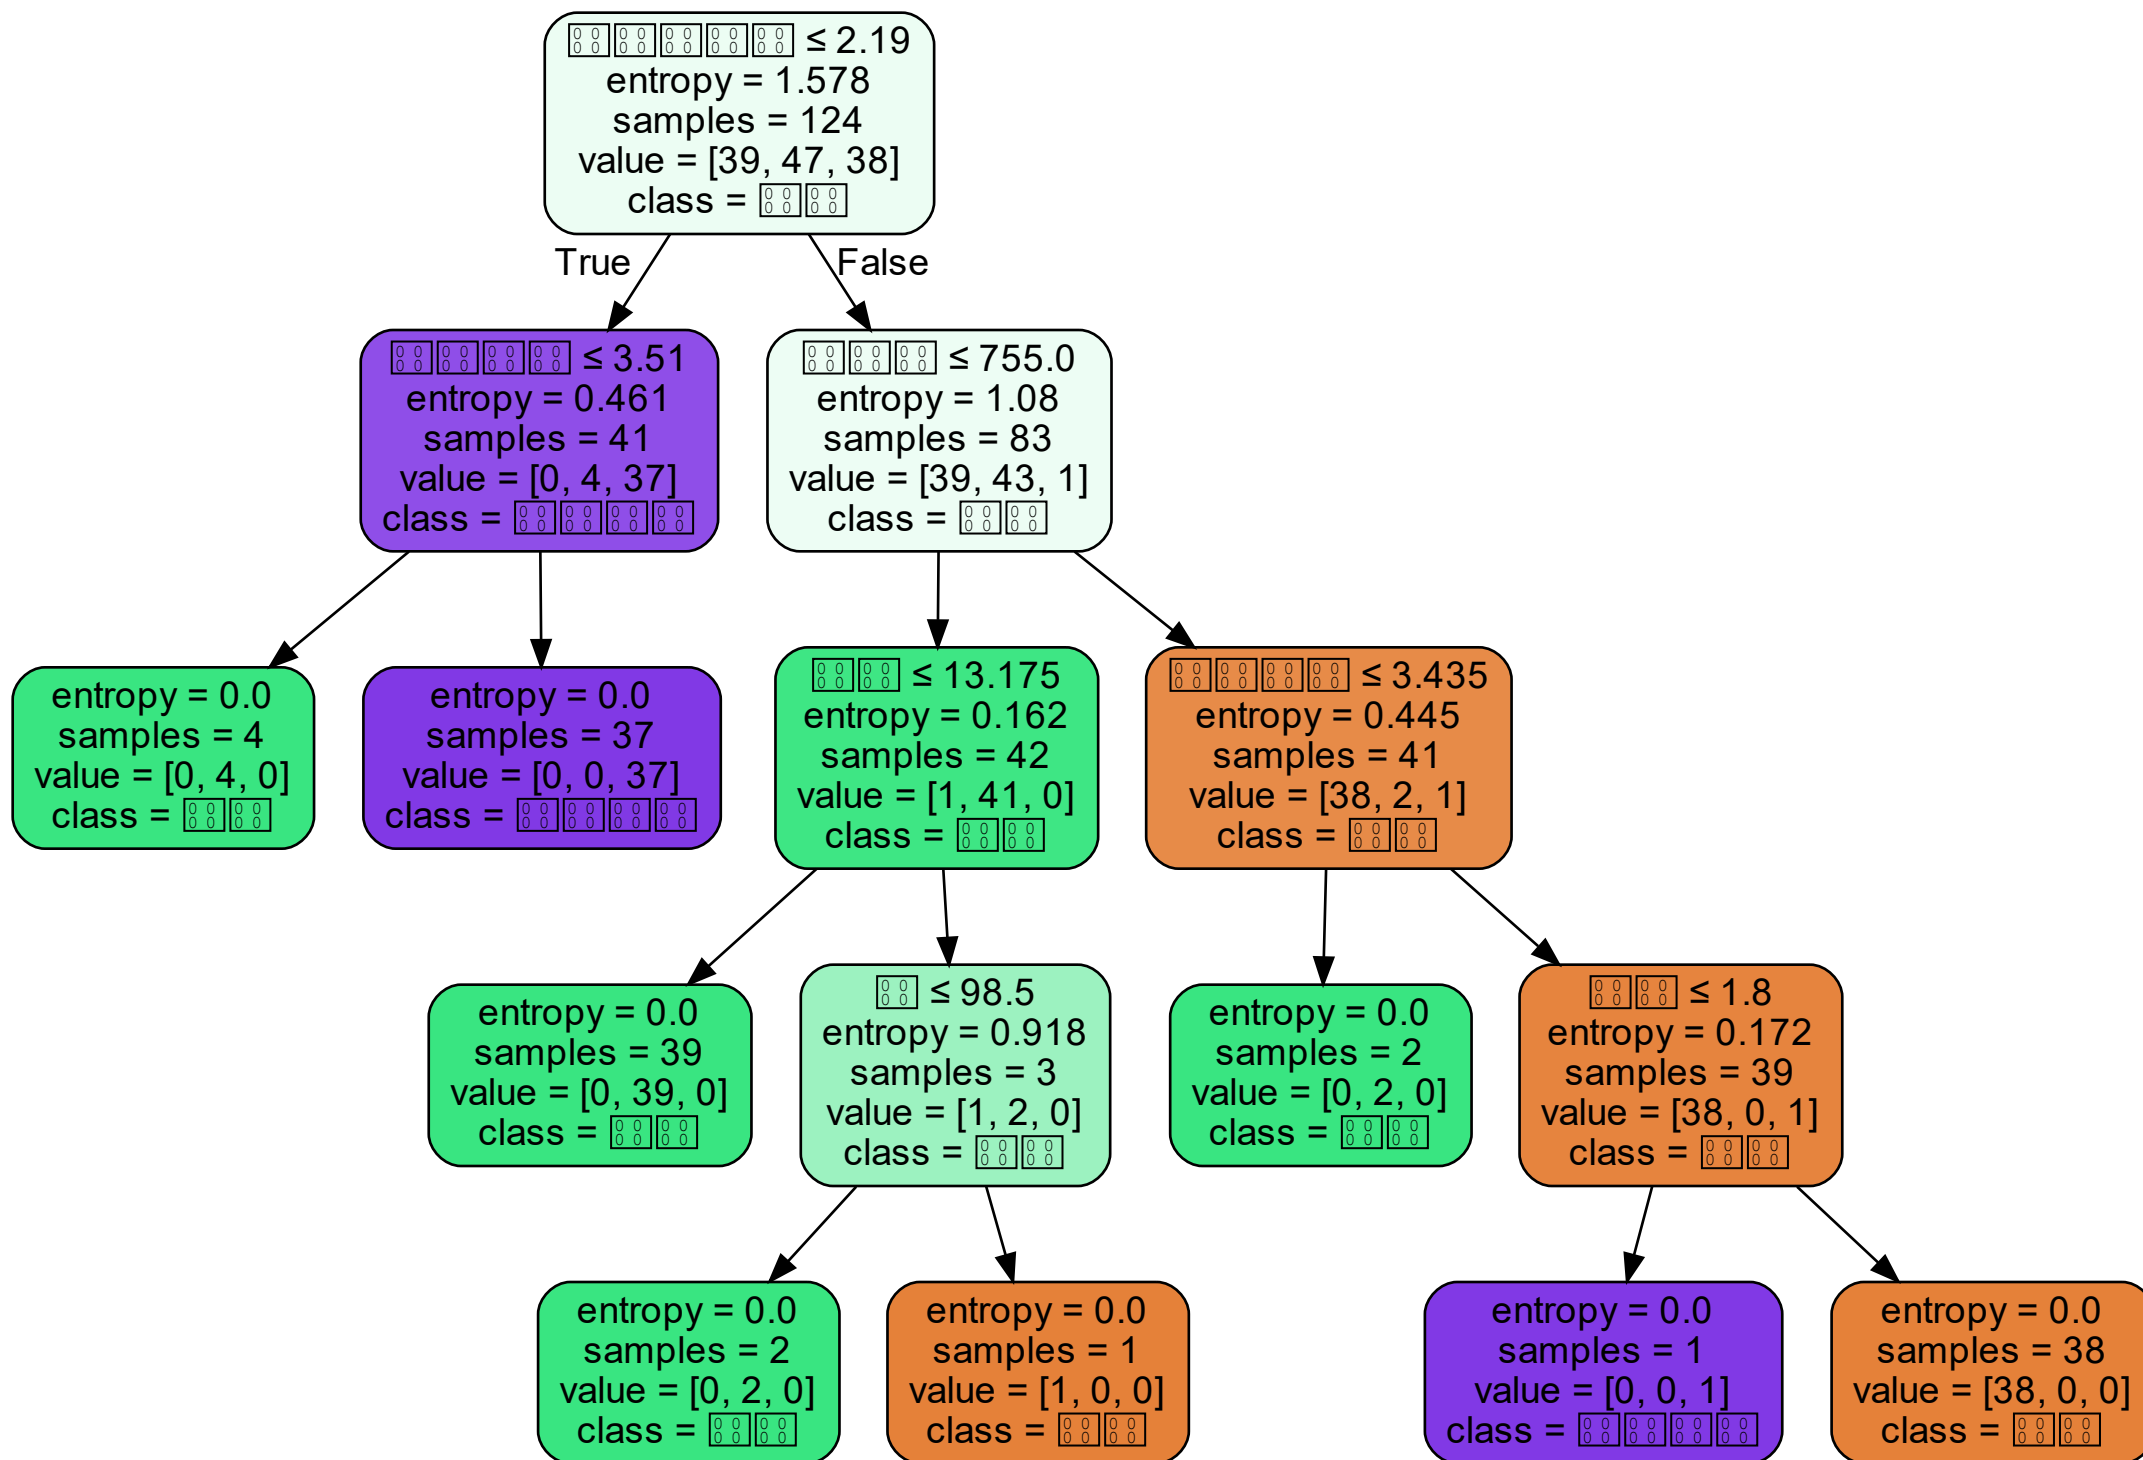 ≤ 2.19
entropy = 1.578
samples = 124
value = [39, 47, 38]
class =
True
False
≤ 3.51
entropy = 0.461
samples = 41
value = [0, 4, 37]
class =
≤ 755.0
entropy = 1.08
samples = 83
value = [39, 43, 1]
class =
entropy = 0.0
samples = 4
value = [0, 4, 0]
class =
entropy = 0.0
samples = 37
value = [0, 0, 37]
class =
≤ 13.175
entropy = 0.162
samples = 42
value = [1, 41, 0]
class =
≤ 3.435
entropy = 0.445
samples = 41
value = [38, 2, 1]
class =
entropy = 0.0
samples = 39
value = [0, 39, 0]
class =
≤ 98.5
entropy = 0.918
samples = 3
value = [1, 2, 0]
class =
entropy = 0.0
samples = 2
value = [0, 2, 0]
class =
≤ 1.8
entropy = 0.172
samples = 39
value = [38, 0, 1]
class =
entropy = 0.0
samples = 2
value = [0, 2, 0]
class =
entropy = 0.0
samples = 1
value = [1, 0, 0]
class =
entropy = 0.0
samples = 1
value = [0, 0, 1]
class =
entropy = 0.0
samples = 38
value = [38, 0, 0]
class =